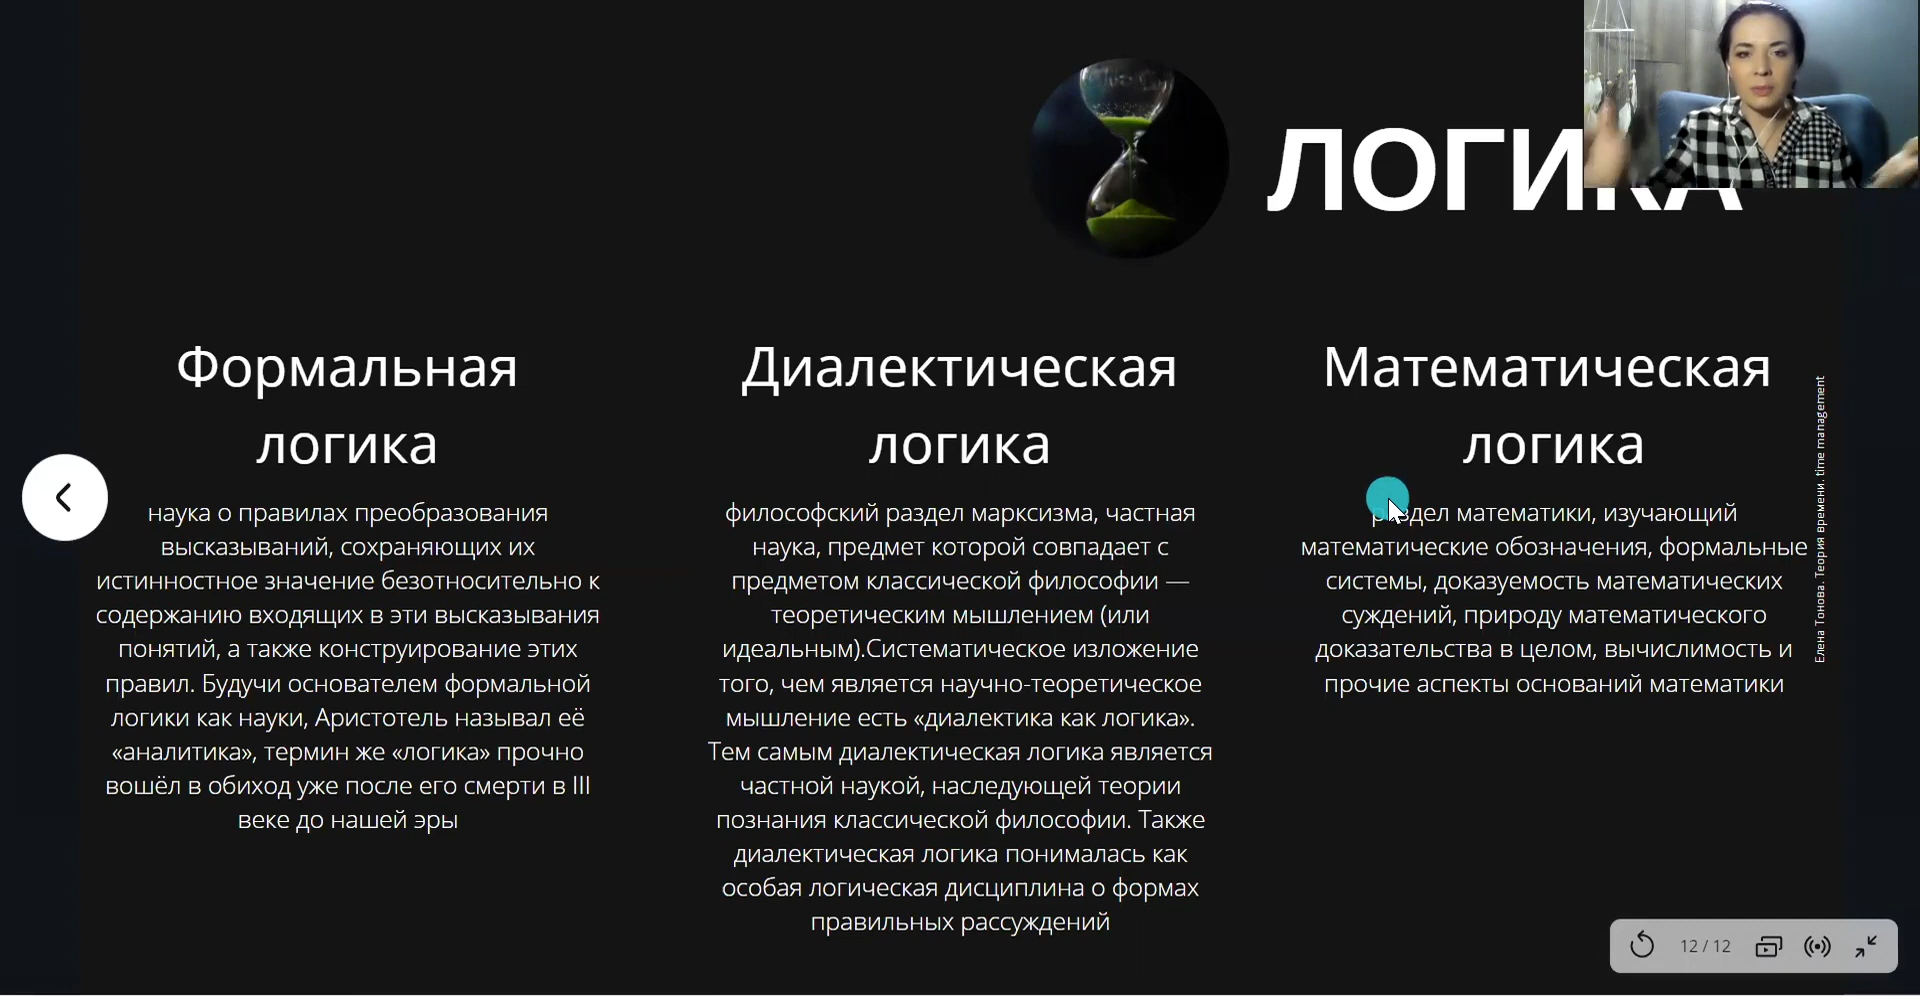 ЛОГИКА
Формальная
логика
наука о правилах преобразования
высказываний, сохраняющих их
истинностное значение безотносительно к
содержанию входящих в эти высказывания
понятий, а также конструирование этих
правил. Будучи основателем формальной
логики как науки, Аристотель называл её
«аналитика», термин же «логика» прочно
вошёл в обиход уже после его смерти в III
веке до нашей эры
Диалектическая
логика
философский раздел марксизма, частная
наука, предмет которой совпадает с
предметом классической философии —
теоретическим мышлением (или
идеальным).Систематическое изложение
того, чем является научно-теоретическое
мышление есть «диалектика как логика».
Тем самым диалектическая логика является
частной наукой, наследующей теории
познания классической философии. Также
диалектическая логика понималась как
особая логическая дисциплина о формах
правильных рассуждений
Математическая
логика
раздел математики, изучающий
математические обозначения, формальные
системы, доказуемость математических
суждений, природу математического
доказательства в целом, вычислимость и
прочие аспекты оснований математики
Елена Тонова. Теория времени. time management
12 / 12